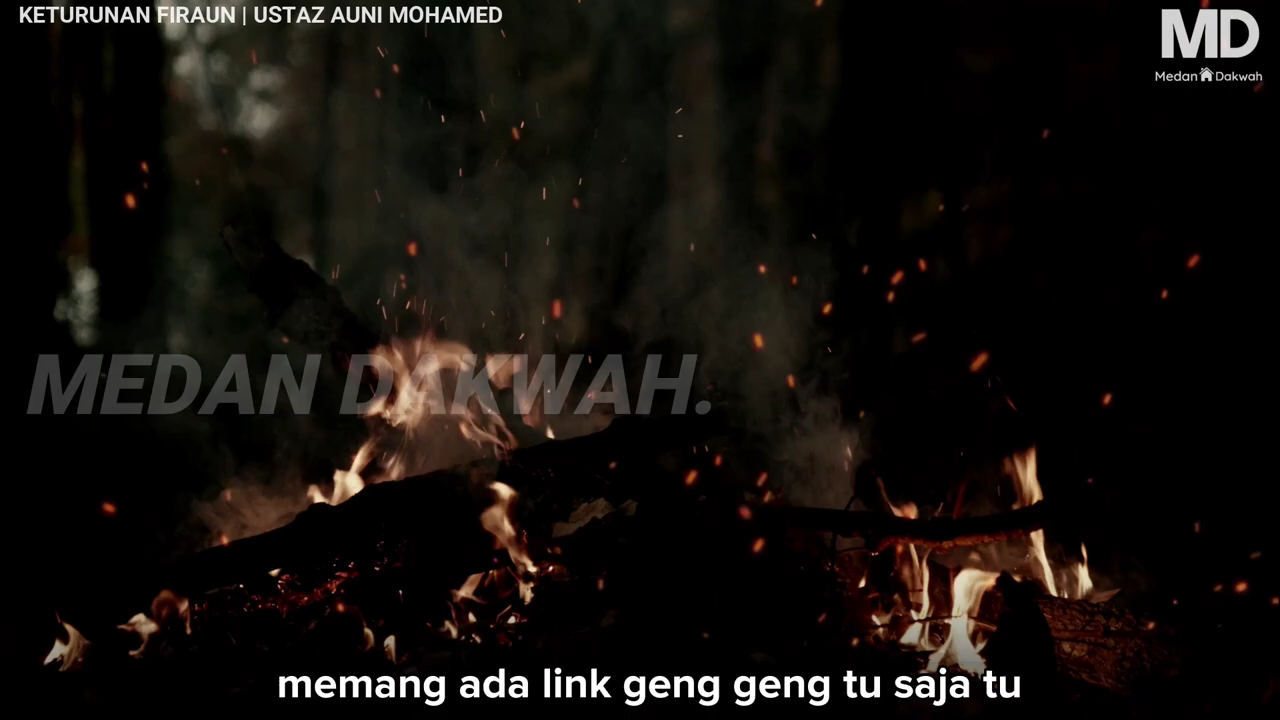 KETURUNAN FIRAUN | USTAZ AUNI MOHAMED
MD
Medan Dakwah
MEDAN DAKWAH.
memang ada link geng geng tu saja tu